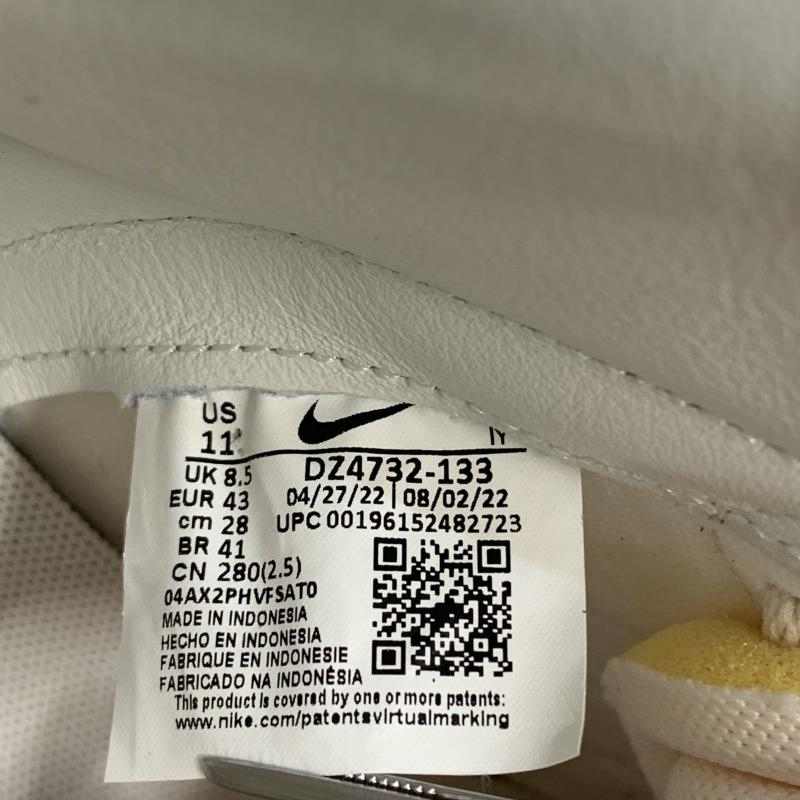 US
11
IY
UK 8.5
EUR 43
cm 28
BR 41
CN 280(2.5)
DZ4732-133
04/27/22 | 08/02/22
UPC 00196152482723
04AX2PHVFSAT0
MADE IN INDONESIA
HECHO EN INDONESIA
FABRIQUE EN INDONESIE
FABRICADO NA INDONÉSIA
This product is covered by one or more patents:
www.nike.com/patentsvirtualmarking